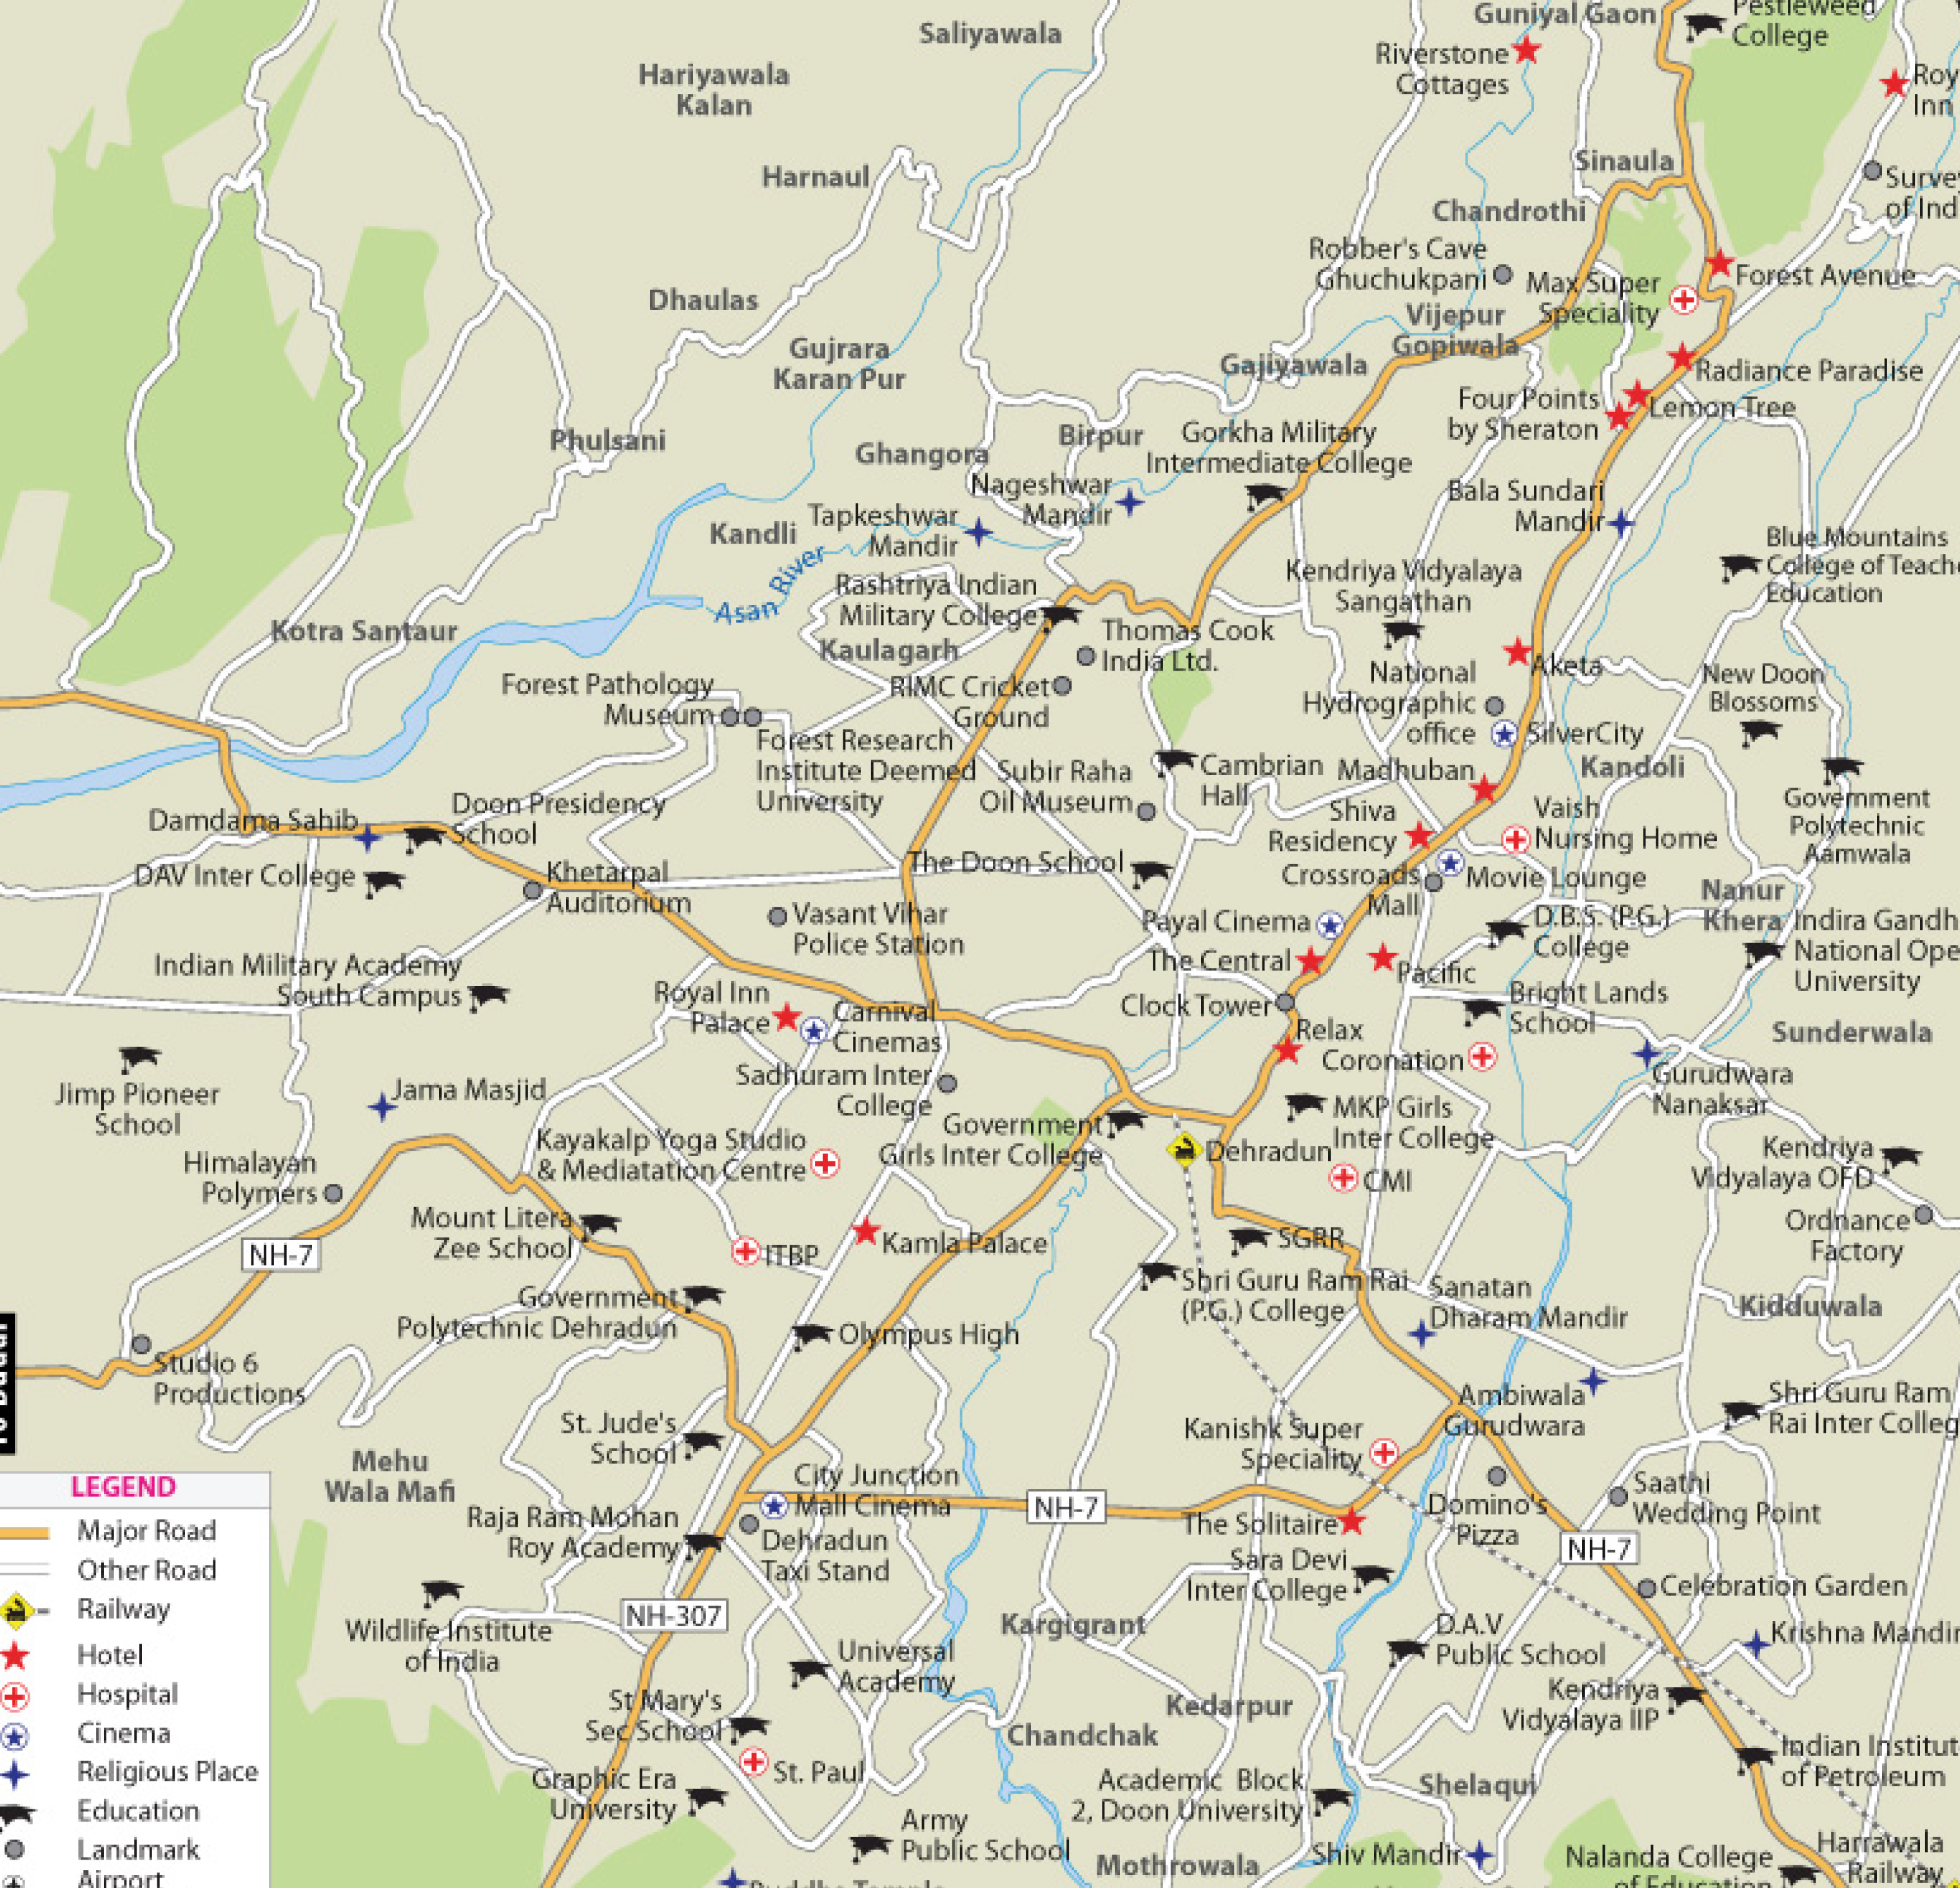 Saliyawala
Guniyal Gaon
Pestleweed
College
Riverstone
Cottages
Hariyawala
Kalan
Roy
Inn
Harnaul
Sinaula
Surve
of Ind
Chandrothi
Robber's Cave
Ghuchukpani
Max Super
Speciality
Forest Avenue
Dhaulas
Vijepur
Gopiwala
Gujrara
Karan Pur
Gajiyawala
Radiance Paradise
Four Points
by Sheraton
Lemon Tree
Phulsani
Birpur
Ghangora
Gorkha Military
Intermediate College
Nageshwar
Mandir
Bala Sundari
Mandir
Tapkeshwar
Mandir
Kandli
Asan River
Blue Mountains
College of Teache
Education
Rashtriya Indian
Military College
Kendriya Vidyalaya
Sangathan
Kotra Santaur
Kaulagarh
Thomas Cook
India Ltd.
Aketa
Forest Pathology
Museum
RIMC Cricket
Ground
National
Hydrographic
office
New Doon
Blossoms
SilverCity
Forest Research
Institute Deemed
University
Subir Raha
Oil Museum
Cambrian
Hall
Madhuban
Kandoli
Damdama Sahib
Doon Presidency
School
Shiva
Residency
Vaish
Nursing Home
Government
Polytechnic
Aamwala
DAV Inter College
Khetarpal
Auditorium
The Doon School
Crossroads
Mall
Movie Lounge
Nanur
Khera
Vasant Vihar
Police Station
Payal Cinema
D.B.S. (P.G.)
College
Indira Gandh
National Ope
University
Indian Military Academy
South Campus
The Central
Pacific
Royal Inn
Palace
Carnival
Cinemas
Clock Tower
Bright Lands
School
Relax
Sunderwala
Coronation
Jimp Pioneer
School
Jama Masjid
Sadhuram Inter
College
Gurudwara
Nanaksar
Government
Girls Inter College
MKP Girls
Inter College
Kayakalp Yoga Studio
& Mediatation Centre
Dehradun
Kendriya
Vidyalaya OFD
Himalayan
Polymers
CMI
Mount Litera
Zee School
ITBP
Kamla Palace
SGRR
Ordnance
Factory
NH-7
Shri Guru Ram Rai
(P.G.) College
Sanatan
Dharam Mandir
Kidduwala
Government
Polytechnic Dehradun
Olympus High
Studio 6
Productions
Ambiwala
Gurudwara
Shri Guru Ram
Rai Inter Colleg
St. Jude's
School
Kanishk Super
Speciality
Mehu
Wala Mafi
City Junction
Mall Cinema
NH-7
The Solitaire
Domino's
Pizza
Saathi
Wedding Point
Raja Ram Mohan
Roy Academy
Dehradun
Taxi Stand
NH-7
Sara Devi
Inter College
Celebration Garden
NH-307
Wildlife Institute
of India
Kargigrant
D.A.V
Public School
Krishna Mandir
Universal
Academy
St Mary's
Sec School
Kedarpur
Kendriya
Vidyalaya IIP
Chandchak
Indian Institut
of Petroleum
St. Paul
Graphic Era
University
Academic Block
2, Doon University
Shelaqui
Army
Public School
Mothrowala
Shiv Mandir
Nalanda College
of Education
Harrawala
Railway
LEGEND
Major Road
Other Road
Railway
Hotel
Hospital
Cinema
Religious Place
Education
Landmark
Airport